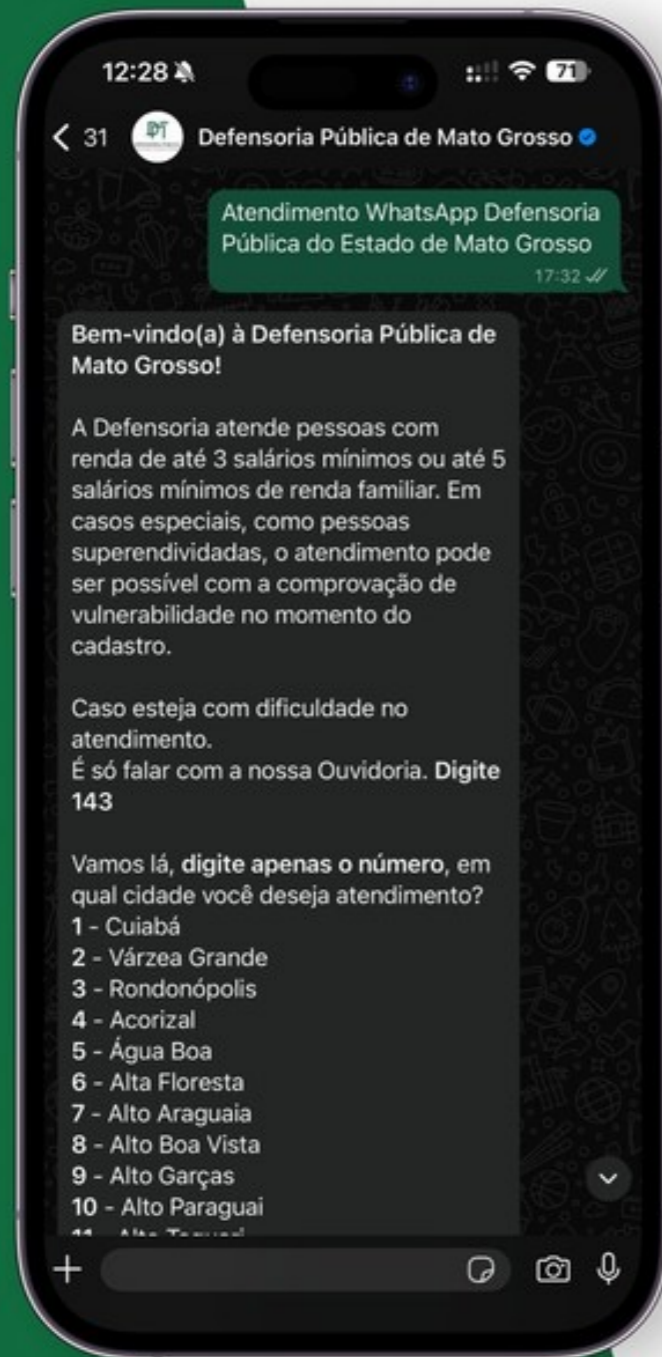 12:28
71
31
Defensoria Pública de Mato Grosso
Atendimento WhatsApp Defensoria
Pública do Estado de Mato Grosso
17:32
Bem-vindo(a) à Defensoria Pública de
Mato Grosso!
A Defensoria atende pessoas com
renda de até 3 salários mínimos ou até 5
salários mínimos de renda familiar. Em
casos especiais, como pessoas
superendividadas, o atendimento pode
ser possível com a comprovação de
vulnerabilidade no momento do
cadastro.
Caso esteja com dificuldade no
atendimento.
É só falar com a nossa Ouvidoria. Digite
143
Vamos lá, digite apenas o número, em
qual cidade você deseja atendimento?
1 - Cuiabá
2 - Várzea Grande
3 - Rondonópolis
4 - Acorizal
5 - Água Boa
6 - Alta Floresta
7 - Alto Araguaia
8 - Alto Boa Vista
9 - Alto Garças
10 - Alto Paraguai